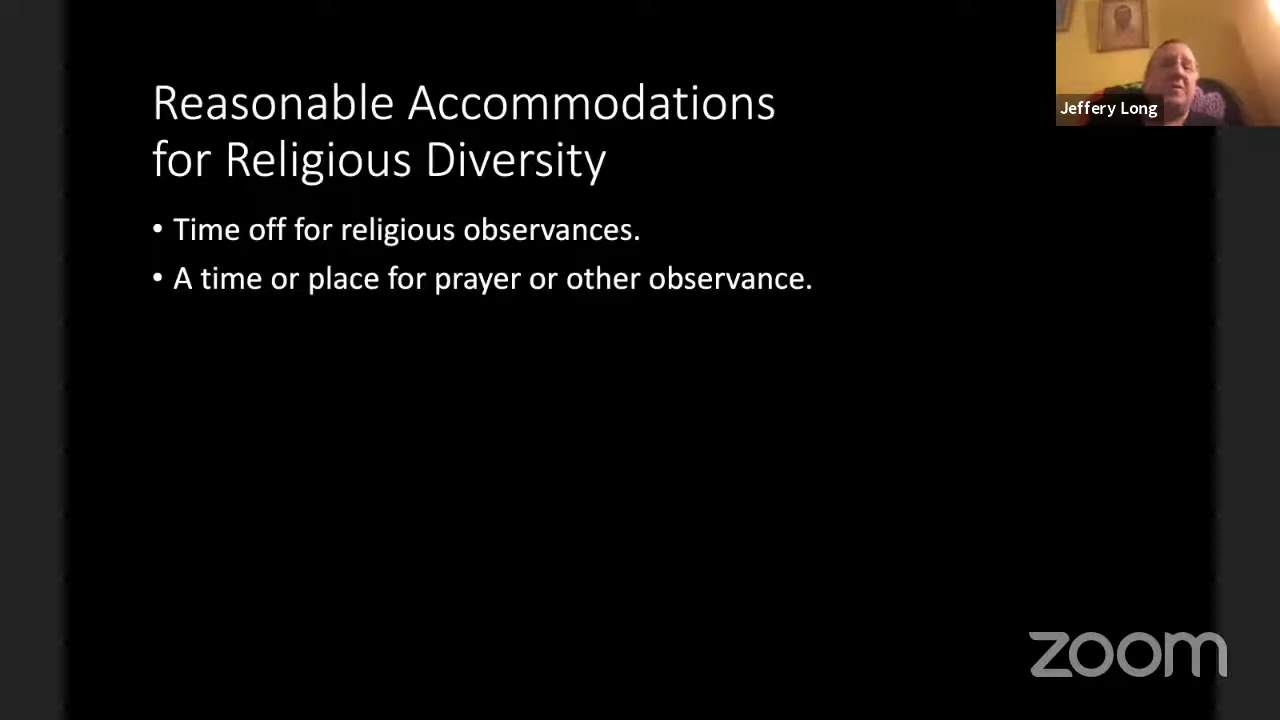 Reasonable Accommodations
for Religious Diversity
• Time off for religious observances.
• A time or place for prayer or other observance.
Jeffery Long
zoom